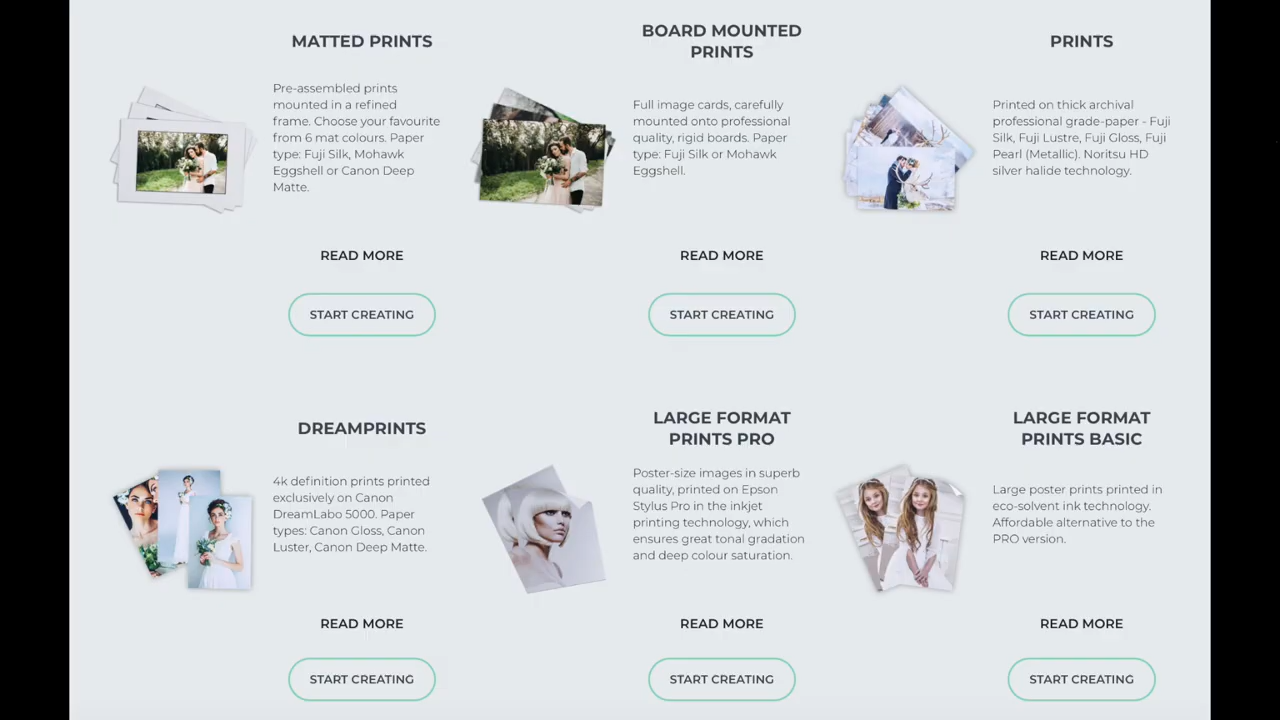 MATTED PRINTS
Pre-assembled prints
mounted in a refined
frame. Choose your favourite
from 6 mat colours. Paper
type: Fuji Silk, Mohawk
Eggshell or Canon Deep
Matte.
READ MORE
START CREATING
BOARD MOUNTED
PRINTS
Full image cards, carefully
mounted onto professional
quality, rigid boards. Paper
type: Fuji Silk or Mohawk
Eggshell.
READ MORE
START CREATING
PRINTS
Printed on thick archival
professional grade-paper - Fuji
Silk, Fuji Lustre, Fuji Gloss, Fuji
Pearl (Metallic). Noritsu HD
silver halide technology.
READ MORE
START CREATING
DREAMPRINTS
4k definition prints printed
exclusively on Canon
DreamLabo 5000. Paper
types: Canon Gloss, Canon
Luster, Canon Deep Matte.
READ MORE
START CREATING
LARGE FORMAT
PRINTS PRO
Poster-size images in superb
quality, printed on Epson
Stylus Pro in the inkjet
printing technology, which
ensures great tonal gradation
and deep colour saturation.
READ MORE
START CREATING
LARGE FORMAT
PRINTS BASIC
Large poster prints printed in
eco-solvent ink technology.
Affordable alternative to the
PRO version.
READ MORE
START CREATING